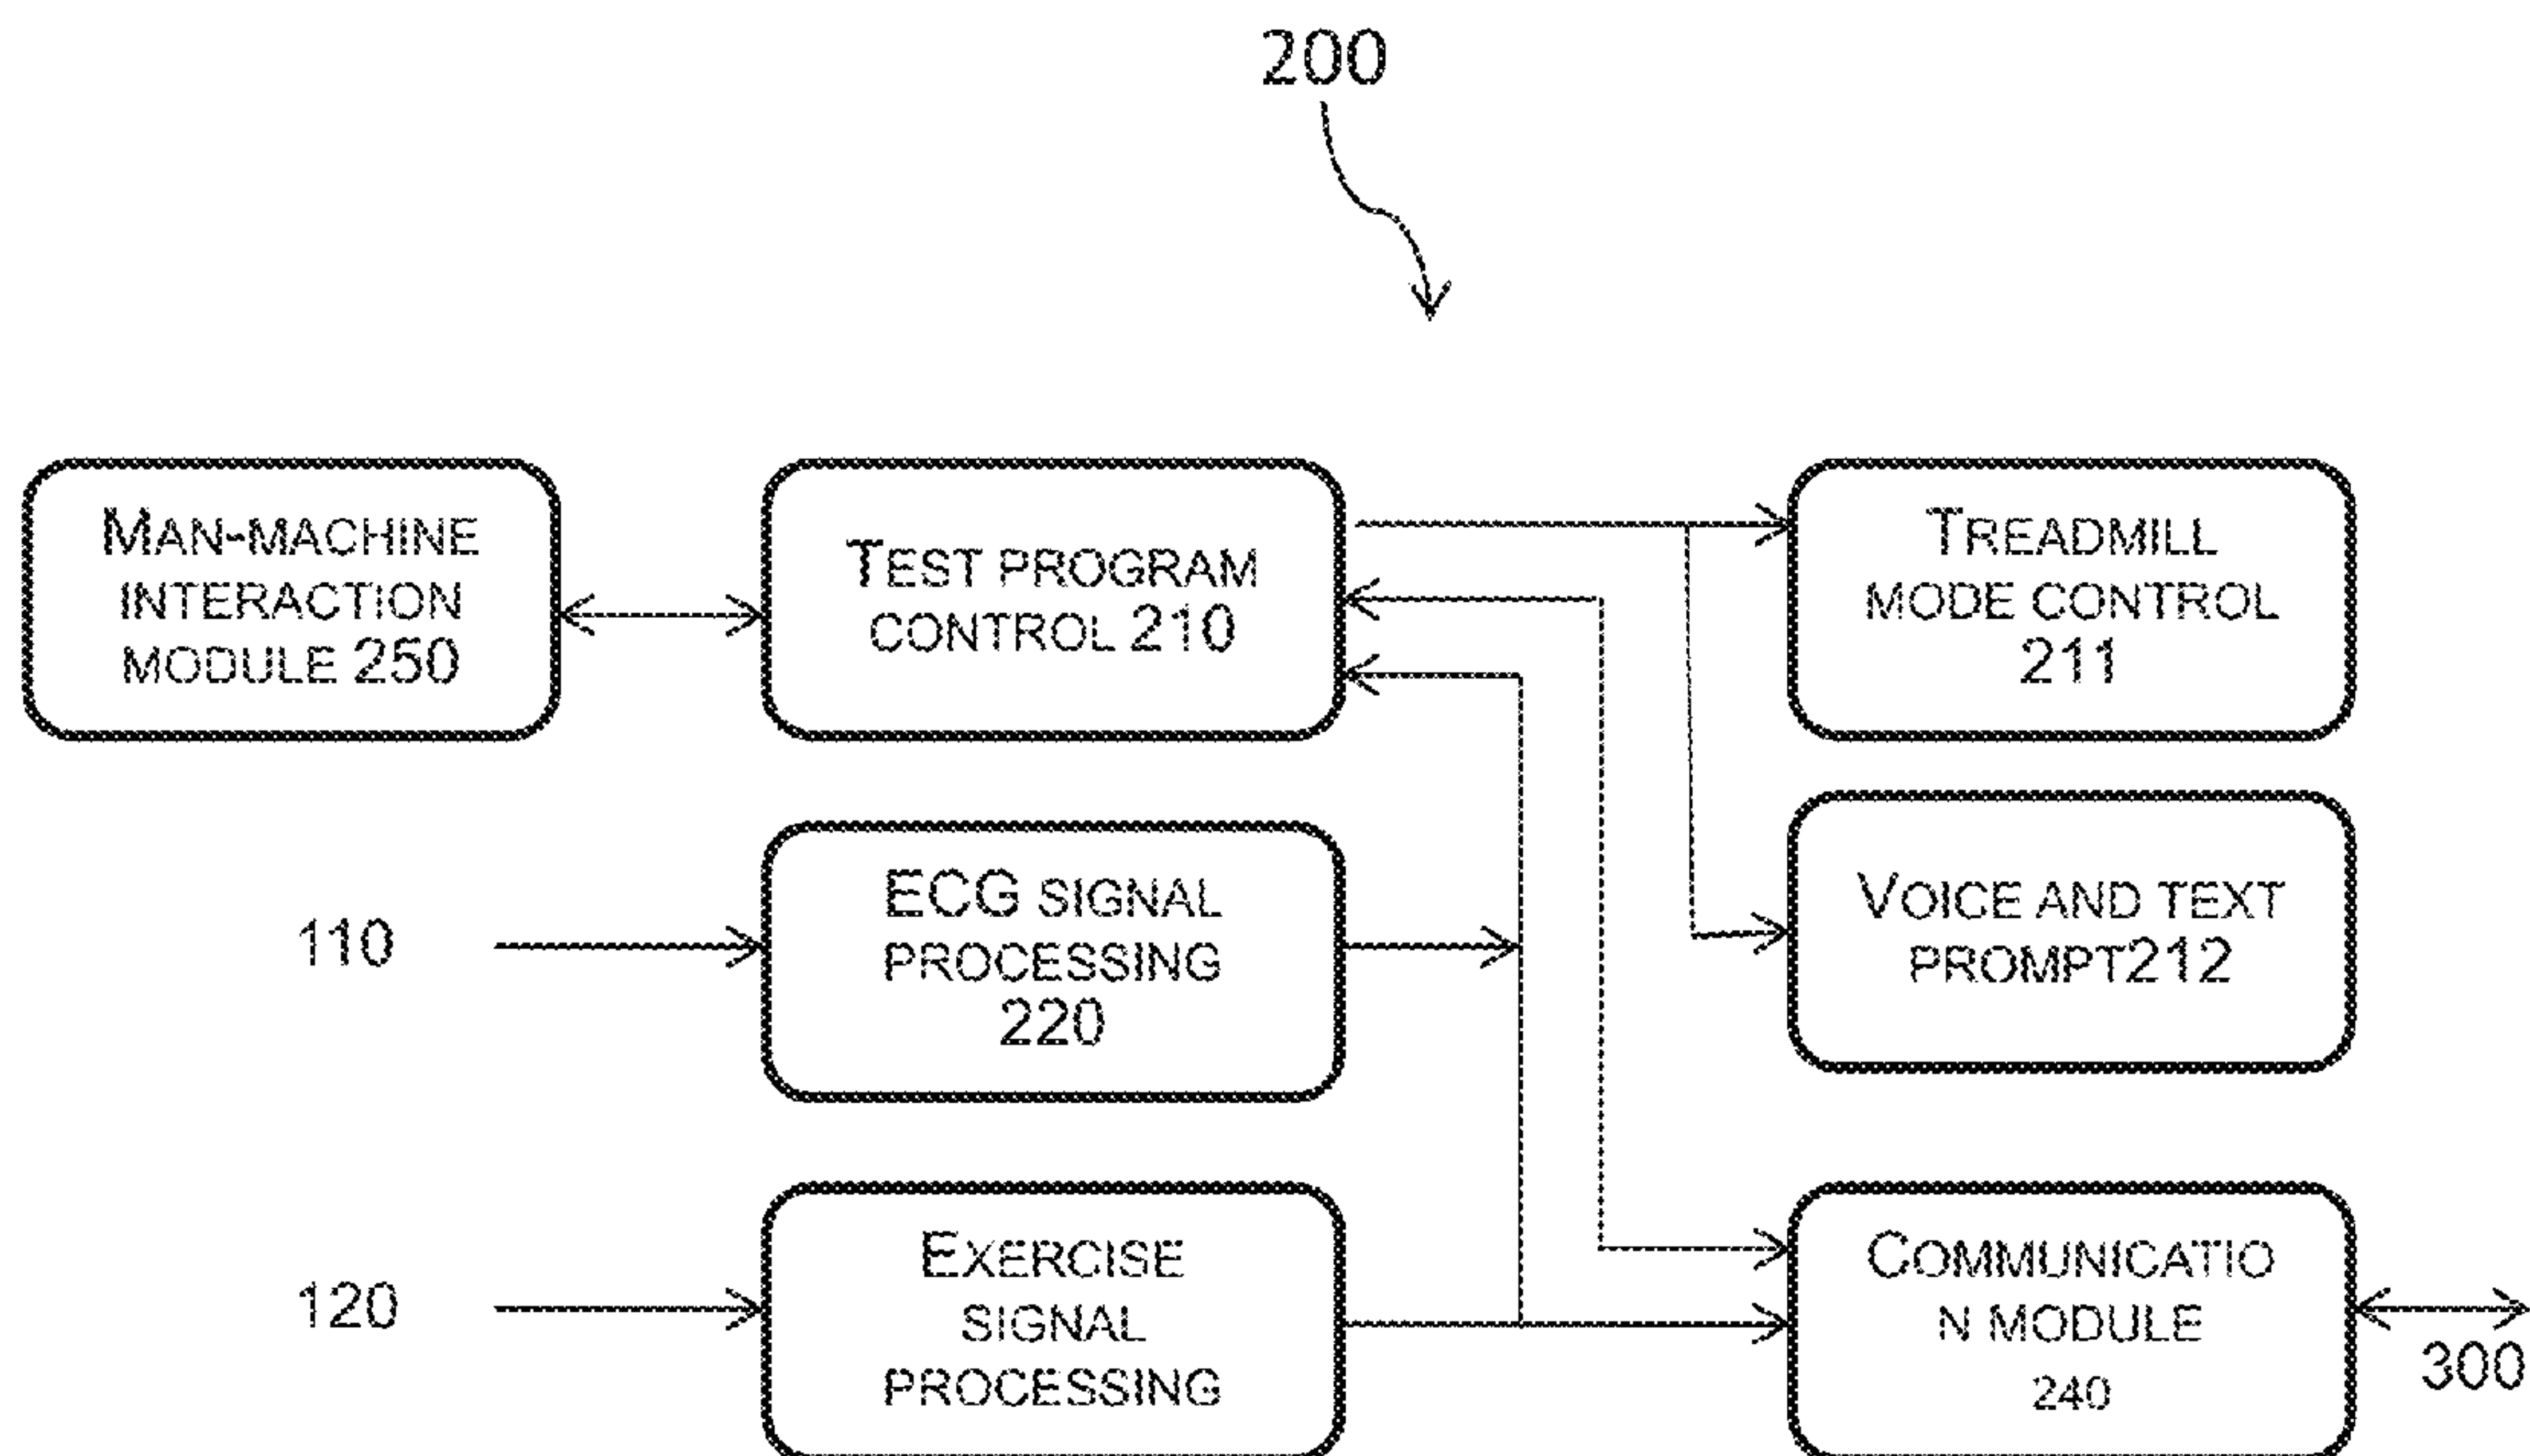 200
MAN-MACHINE
INTERACTION
MODULE 250
TEST PROGRAM
CONTROL 210
TREADMILL
MODE CONTROL
211
110
ECG SIGNAL
PROCESSING
220
VOICE AND TEXT
PROMPT212
120
EXERCISE
SIGNAL
PROCESSING
COMMUNICATIO
N MODULE
240
300